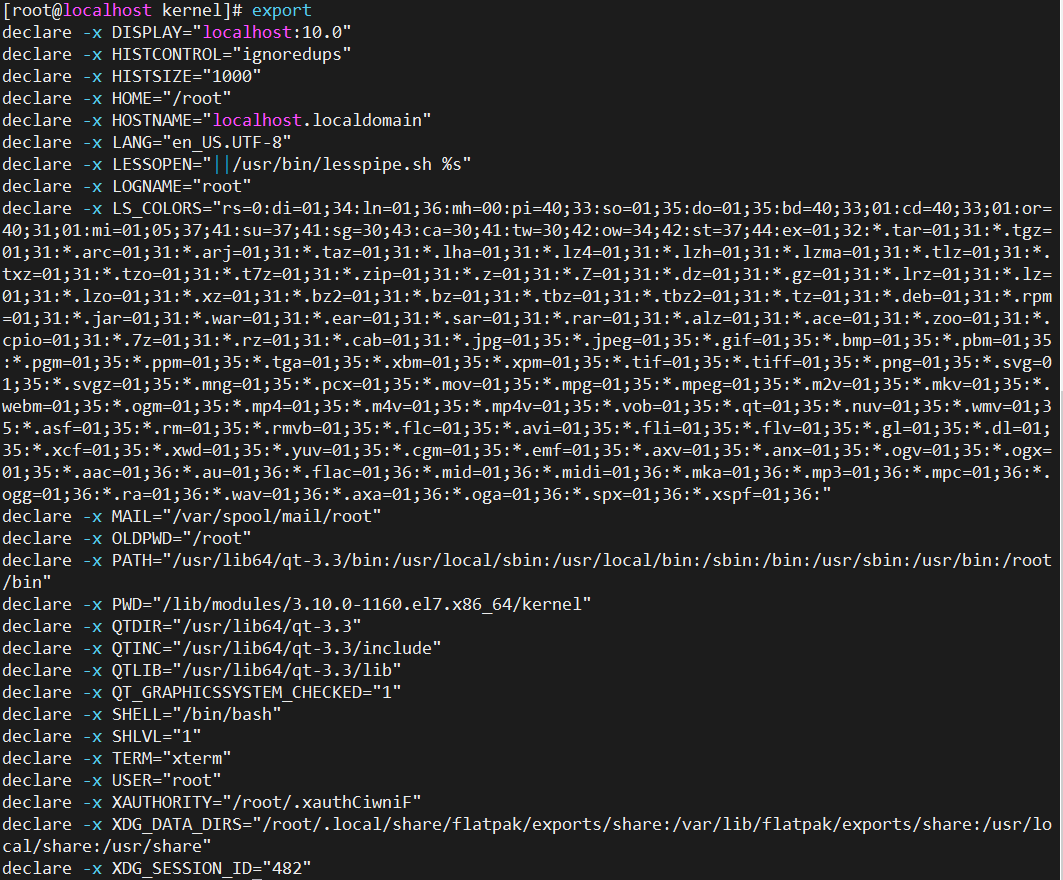 [root@localhost kernel]# export
declare -x DISPLAY="localhost:10.0"
declare -x HISTCONTROL="ignoredups"
declare -x HISTSIZE="1000"
declare -x HOME="/root"
declare -x HOSTNAME="localhost.localdomain"
declare -x LANG="en_US.UTF-8"
declare -x LESSOPEN="||/usr/bin/lesspipe.sh %s"
declare -x LOGNAME="root"
declare -x LS_COLORS="rs=0:di=01;34:ln=01;36:mh=00:pi=40;33:so=01;35:do=01;35:bd=40;33;01:cd=40;33;01:or=
40;31;01:mi=01;05;37;41:su=37;41:sg=30;43:ca=30;41:tw=30;42:ow=34;42:st=37;44:ex=01;32:*.tar=01;31:*.tgz=
01;31:*.arc=01;31:*.arj=01;31:*.taz=01;31:*.lha=01;31:*.lz4=01;31:*.lzh=01;31:*.lzma=01;31:*.tlz=01;31:*.
txz=01;31:*.tzo=01;31:*.t7z=01;31:*.zip=01;31:*.z=01;31:*.Z=01;31:*.dz=01;31:*.gz=01;31:*.lrz=01;31:*.lz=
01;31:*.lzo=01;31:*.xz=01;31:*.bz2=01;31:*.bz=01;31:*.tbz=01;31:*.tbz2=01;31:*.tz=01;31:*.deb=01;31:*.rpm
=01;31:*.jar=01;31:*.war=01;31:*.ear=01;31:*.sar=01;31:*.rar=01;31:*.alz=01;31:*.ace=01;31:*.zoo=01;31:*.
cpio=01;31:*.7z=01;31:*.rz=01;31:*.cab=01;31:*.jpg=01;35:*.jpeg=01;35:*.gif=01;35:*.bmp=01;35:*.pbm=01;35
:*.pgm=01;35:*.ppm=01;35:*.tga=01;35:*.xbm=01;35:*.xpm=01;35:*.tif=01;35:*.tiff=01;35:*.png=01;35:*.svg=0
1;35:*.svgz=01;35:*.mng=01;35:*.pcx=01;35:*.mov=01;35:*.mpg=01;35:*.mpeg=01;35:*.m2v=01;35:*.mkv=01;35:*.
webm=01;35:*.ogm=01;35:*.mp4=01;35:*.m4v=01;35:*.mp4v=01;35:*.vob=01;35:*.qt=01;35:*.nuv=01;35:*.wmv=01;3
5:*.asf=01;35:*.rm=01;35:*.rmvb=01;35:*.flc=01;35:*.avi=01;35:*.fli=01;35:*.flv=01;35:*.gl=01;35:*.dl=01;
35:*.xcf=01;35:*.xwd=01;35:*.yuv=01;35:*.cgm=01;35:*.emf=01;35:*.axv=01;35:*.anx=01;35:*.ogv=01;35:*.ogx=
01;35:*.aac=01;36:*.au=01;36:*.flac=01;36:*.mid=01;36:*.midi=01;36:*.mka=01;36:*.mp3=01;36:*.mpc=01;36:*.
ogg=01;36:*.ra=01;36:*.wav=01;36:*.axa=01;36:*.oga=01;36:*.spx=01;36:*.xspf=01;36:"
declare -x MAIL="/var/spool/mail/root"
declare -x OLDPWD="/root"
declare -x PATH="/usr/lib64/qt-3.3/bin:/usr/local/sbin:/usr/local/bin:/sbin:/bin:/usr/sbin:/usr/bin:/root
/bin"
declare -x PWD="/lib/modules/3.10.0-1160.el7.x86_64/kernel"
declare -x QTDIR="/usr/lib64/qt-3.3"
declare -x QTINC="/usr/lib64/qt-3.3/include"
declare -x QTLIB="/usr/lib64/qt-3.3/lib"
declare -x QT_GRAPHICSSYSTEM_CHECKED="1"
declare -x SHELL="/bin/bash"
declare -x SHLVL="1"
declare -x TERM="xterm"
declare -x USER="root"
declare -x XAUTHORITY="/root/.xauthCiwniF"
declare -x XDG_DATA_DIRS="/root/.local/share/flatpak/exports/share:/var/lib/flatpak/exports/share:/usr/lo
cal/share:/usr/share"
declare -x XDG_SESSION_ID="482"